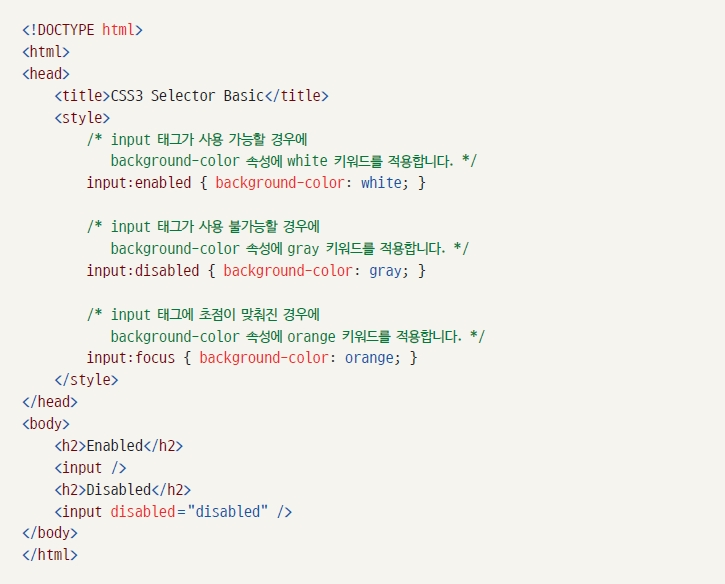 <!DOCTYPE html>
<html>
<head>
    <title>CSS3 Selector Basic</title>
    <style>
        /* input 태그가 사용 가능할 경우에
           background-color 속성에 white 키워드를 적용합니다. */
        input:enabled { background-color: white; }

        /* input 태그가 사용 불가능할 경우에
           background-color 속성에 gray 키워드를 적용합니다. */
        input:disabled { background-color: gray; }

        /* input 태그에 초점이 맞춰진 경우에
           background-color 속성에 orange 키워드를 적용합니다. */
        input:focus { background-color: orange; }
    </style>
</head>
<body>
    <h2>Enabled</h2>
    <input />
    <h2>Disabled</h2>
    <input disabled="disabled" />
</body>
</html>